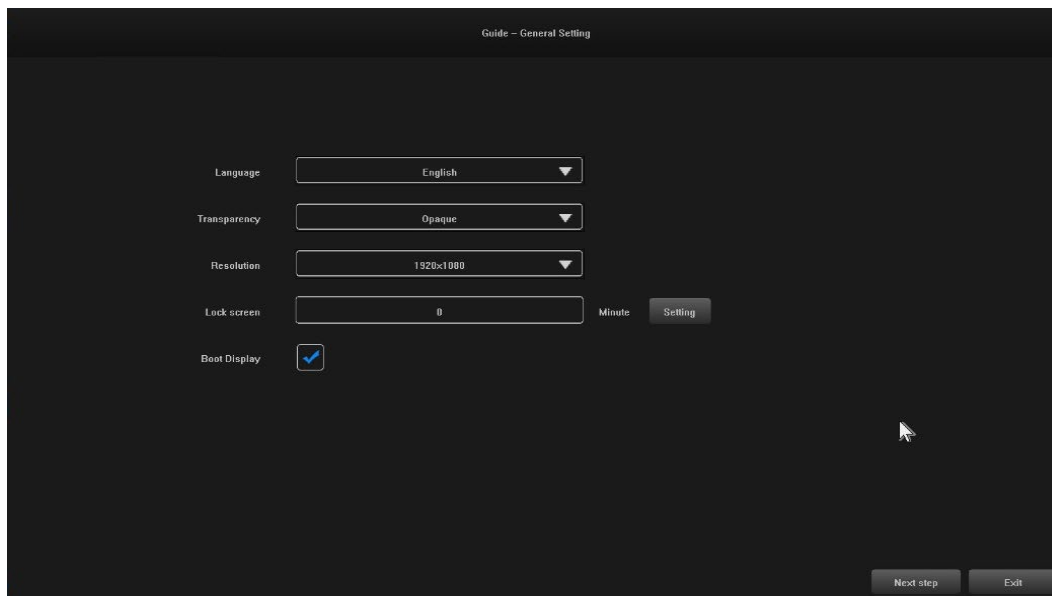 Guide – General Setting
Language English
Transparency Opaque
Resolution 1920x1080
Lock screen 0 Minute Setting
Boot Display
Next step Exit